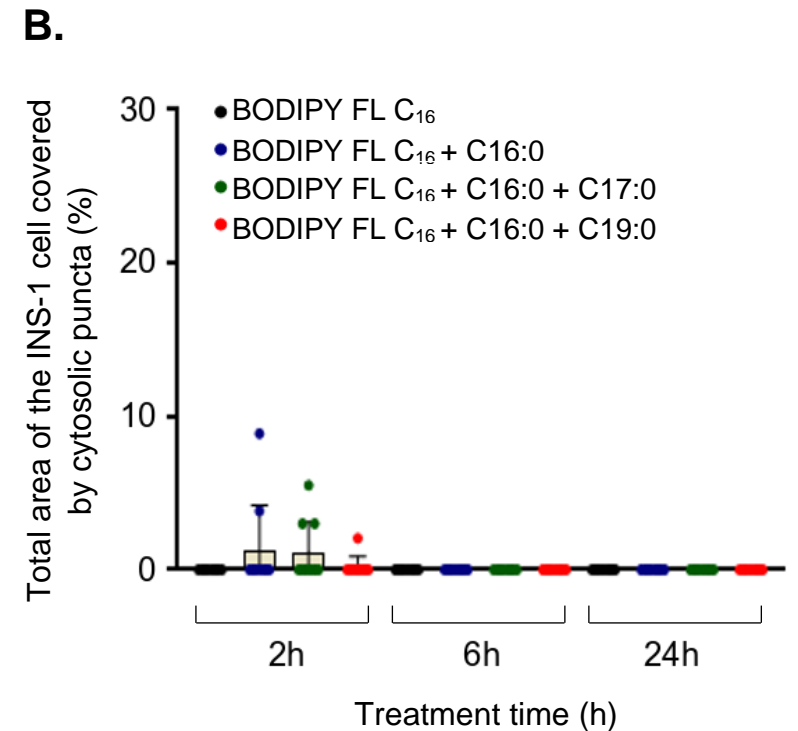 B.
Total area of the INS-1 cell covered
by cytosolic puncta (%)
30
20
10
0
BODIPY FL C₁₆
BODIPY FL C₁₆ + C16:0
BODIPY FL C₁₆ + C16:0 + C17:0
BODIPY FL C₁₆ + C16:0 + C19:0
2h 6h 24h
Treatment time (h)